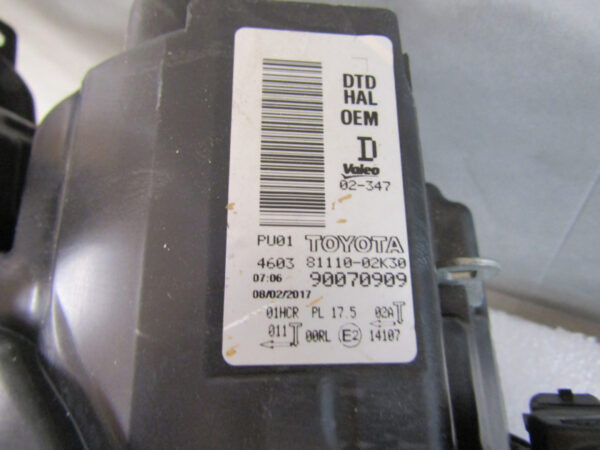 DTD
HAL
OEM
D
Valeo
02-347
PU01 TOYOTA
4603 81110-02K30
07:06 90070909
08/02/2017
01HCR PL 17.5 02A
011 00RL E2 14107